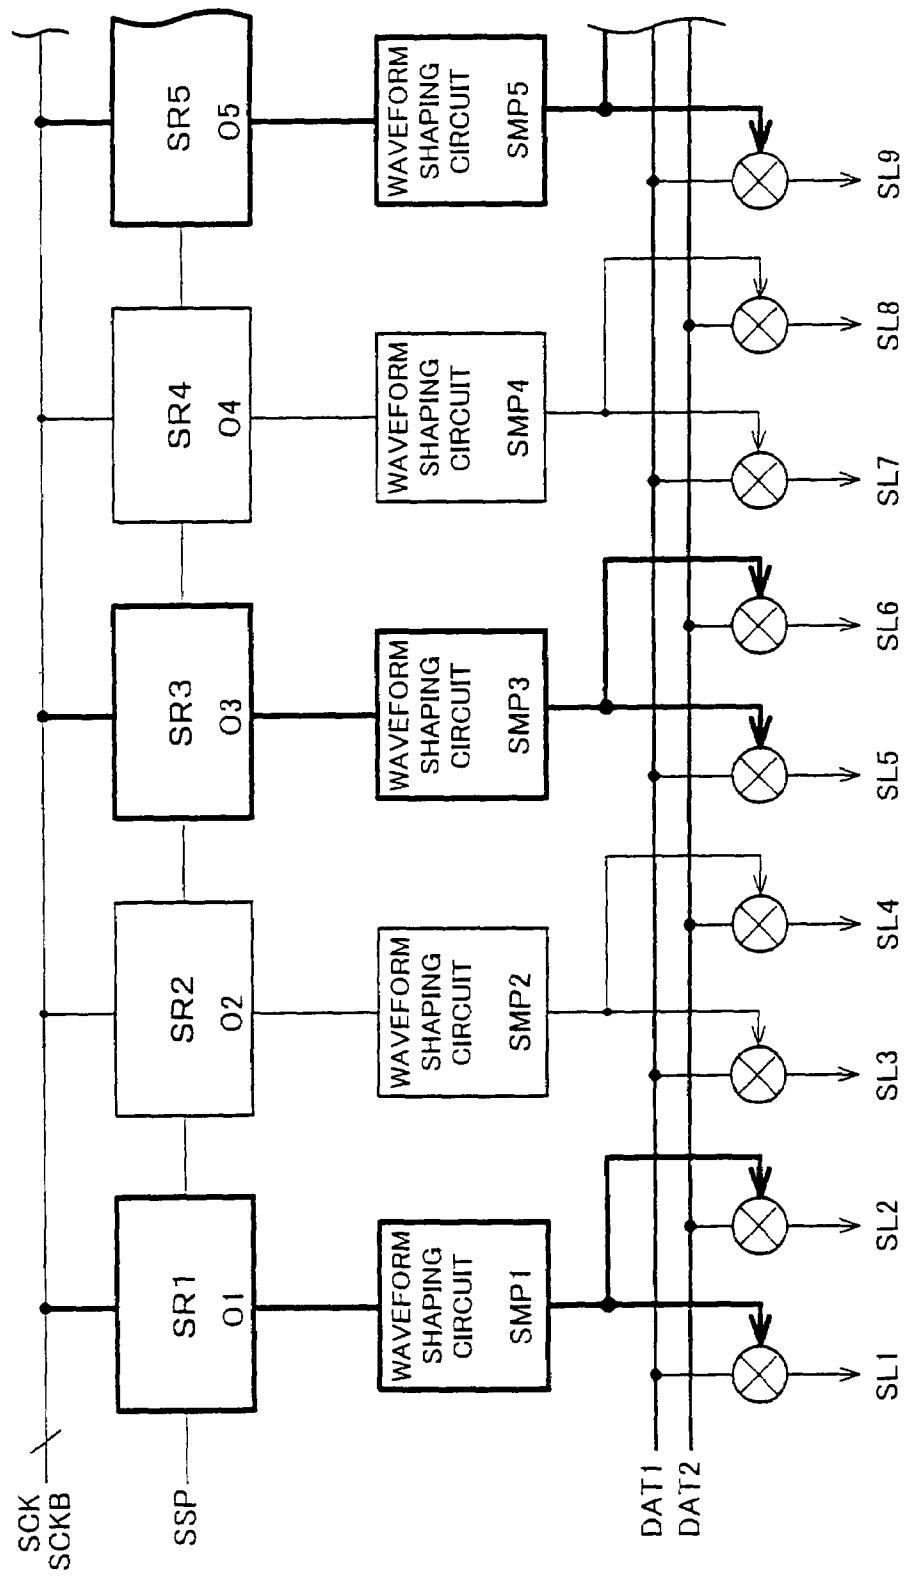 SCK
SCKB
SSP
SR1
O1
SR2
O2
SR3
O3
SR4
O4
SR5
O5
WAVEFORM
SHAPING
CIRCUIT
SMP1
WAVEFORM
SHAPING
CIRCUIT
SMP2
WAVEFORM
SHAPING
CIRCUIT
SMP3
WAVEFORM
SHAPING
CIRCUIT
SMP4
WAVEFORM
SHAPING
CIRCUIT
SMP5
DAT1
DAT2
SL1
SL2
SL3
SL4
SL5
SL6
SL7
SL8
SL9